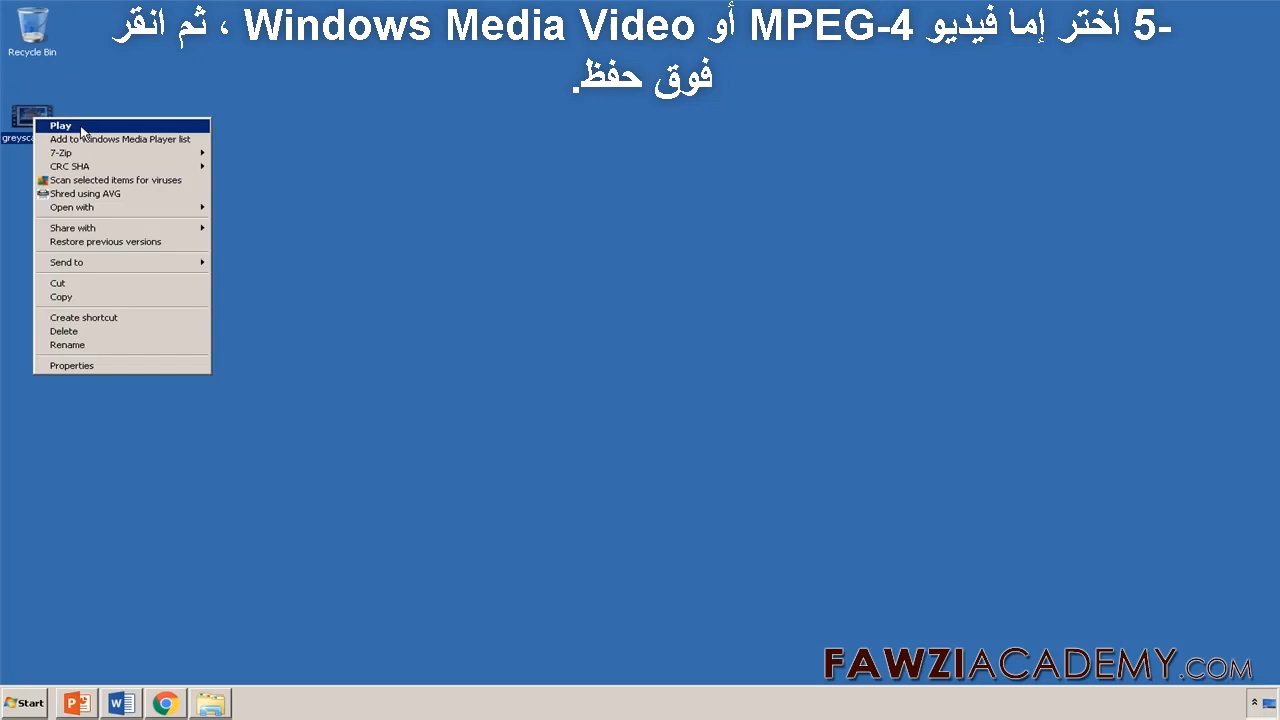 5- اختر إما فيديو MPEG-4 أو Windows Media Video ، ثم انقر
فوق حفظ.
Recycle Bin
greysca
Play
Add to Windows Media Player list
7-Zip
CRC SHA
Scan selected items for viruses
Shred using AVG
Open with
Share with
Restore previous versions
Send to
Cut
Copy
Create shortcut
Delete
Rename
Properties
FAWZIACADEMY.COM
Start